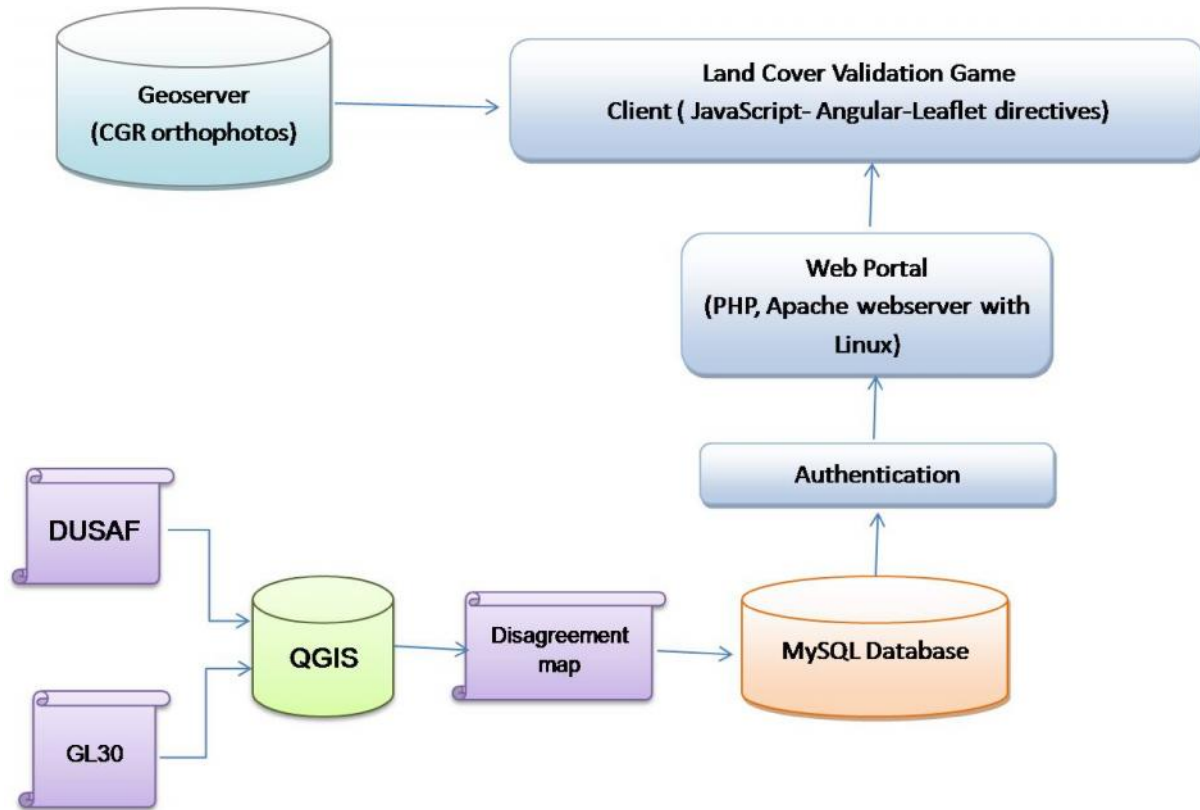 Geoserver
(CGR orthophotos)
Land Cover Validation Game
Client ( JavaScript- Angular-Leaflet directives)
Web Portal
(PHP, Apache webserver with
Linux)
Authentication
DUSAF
QGIS
Disagreement
map
MySQL Database
GL30